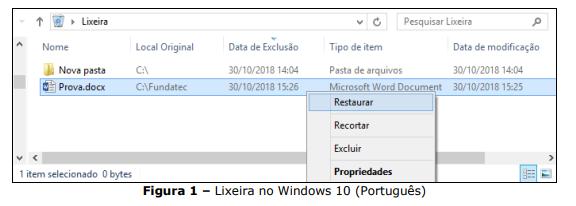 Lixeira
Pesquisar Lixeira
Nome Local Original Data de Exclusão Tipo de item Data de modificação
Nova pasta C:\ 30/10/2018 14:04 Pasta de arquivos 30/10/2018 14:04
Prova.docx C:\Fundatec 30/10/2018 15:26 Microsoft Word Document 30/10/2018 15:25
Restaurar
Recortar
Excluir
Propriedades
1 item selecionado 0 bytes
Figura 1 – Lixeira no Windows 10 (Português)